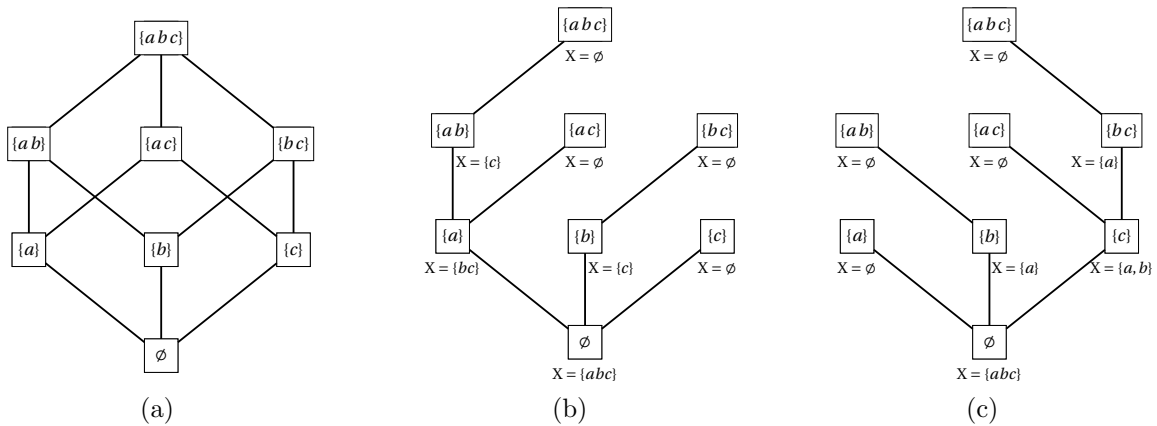 {a b c}
{a b c}
{a b c}
X = ∅
X = ∅
{a b}
{a c}
{b c}
{a b}
{a c}
{b c}
{a b}
{a c}
{b c}
X = {c}
X = ∅
X = ∅
X = ∅
X = ∅
X = {a}
{a}
{b}
{c}
{a}
{b}
{c}
{a}
{b}
{c}
X = {bc}
X = {c}
X = ∅
X = ∅
X = {a}
X = {a, b}
∅
∅
∅
X = {abc}
X = {abc}
(a)
(b)
(c)